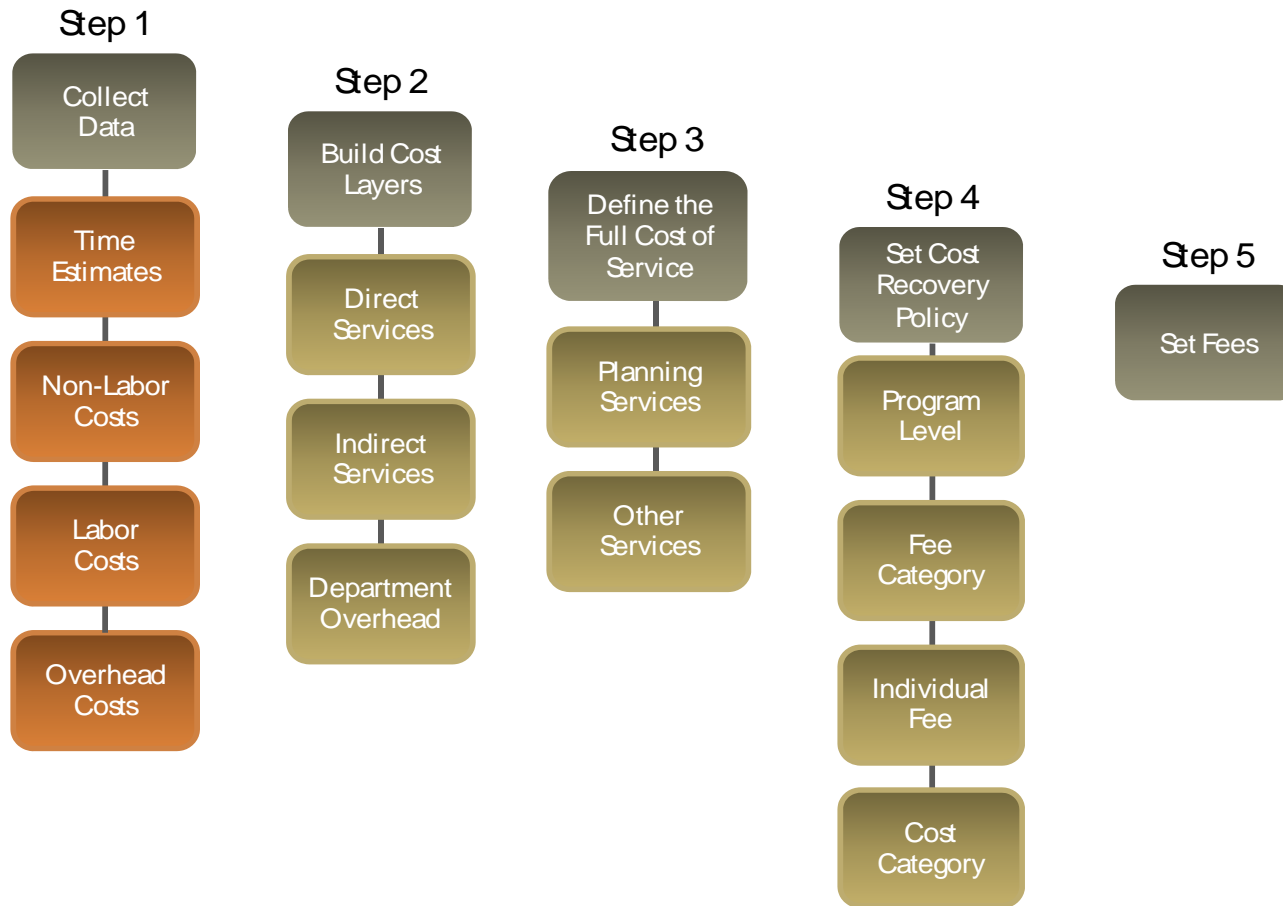 Step 1
Collect
Data
Time
Estimates
Non-Labor
Costs
Labor
Costs
Overhead
Costs
Step 2
Build Cost
Layers
Direct
Services
Indirect
Services
Department
Overhead
Step 3
Define the
Full Cost of
Service
Planning
Services
Other
Services
Step 4
Set Cost
Recovery
Policy
Program
Level
Fee
Category
Individual
Fee
Cost
Category
Step 5
Set Fees